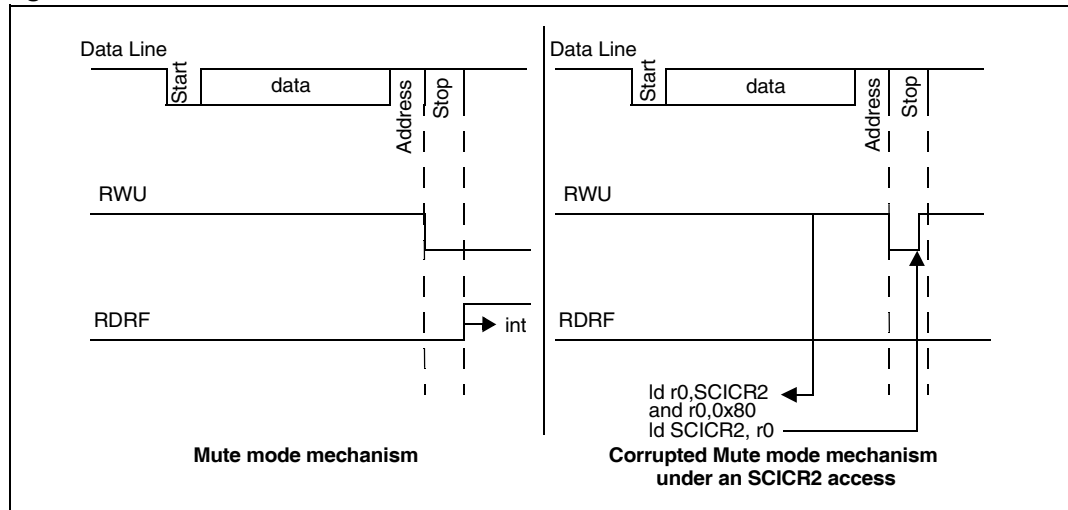 Data Line
Start
data
Address
Stop
RWU
RDRF
int
Mute mode mechanism
Data Line
Start
data
Address
Stop
RWU
RDRF
ld r0,SCICR2
and r0,0x80
ld SCICR2, r0
Corrupted Mute mode mechanism
under an SCICR2 access